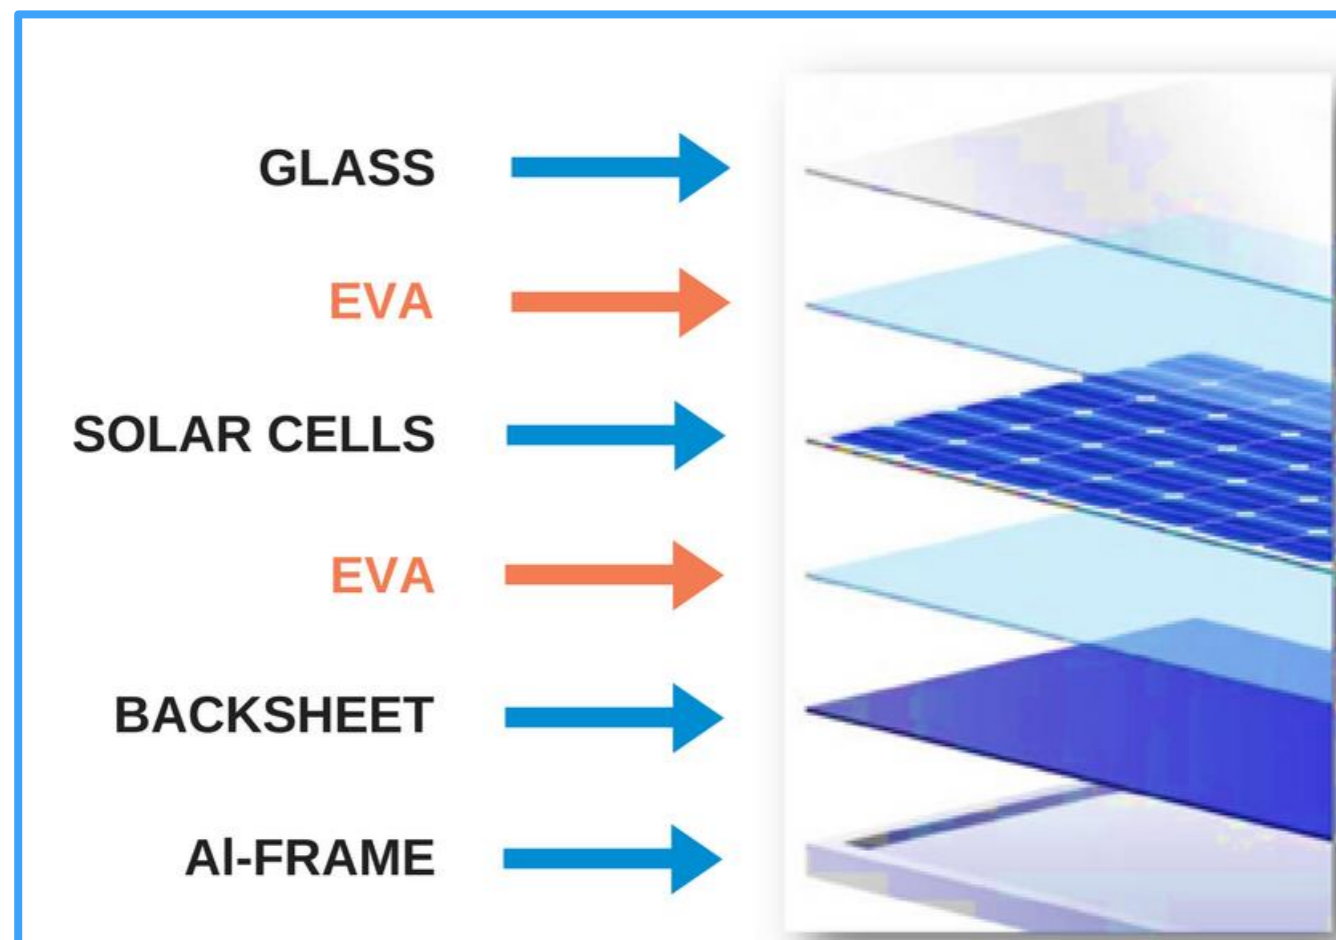 GLASS
EVA
SOLAR CELLS
EVA
BACKSHEET
Al-FRAME